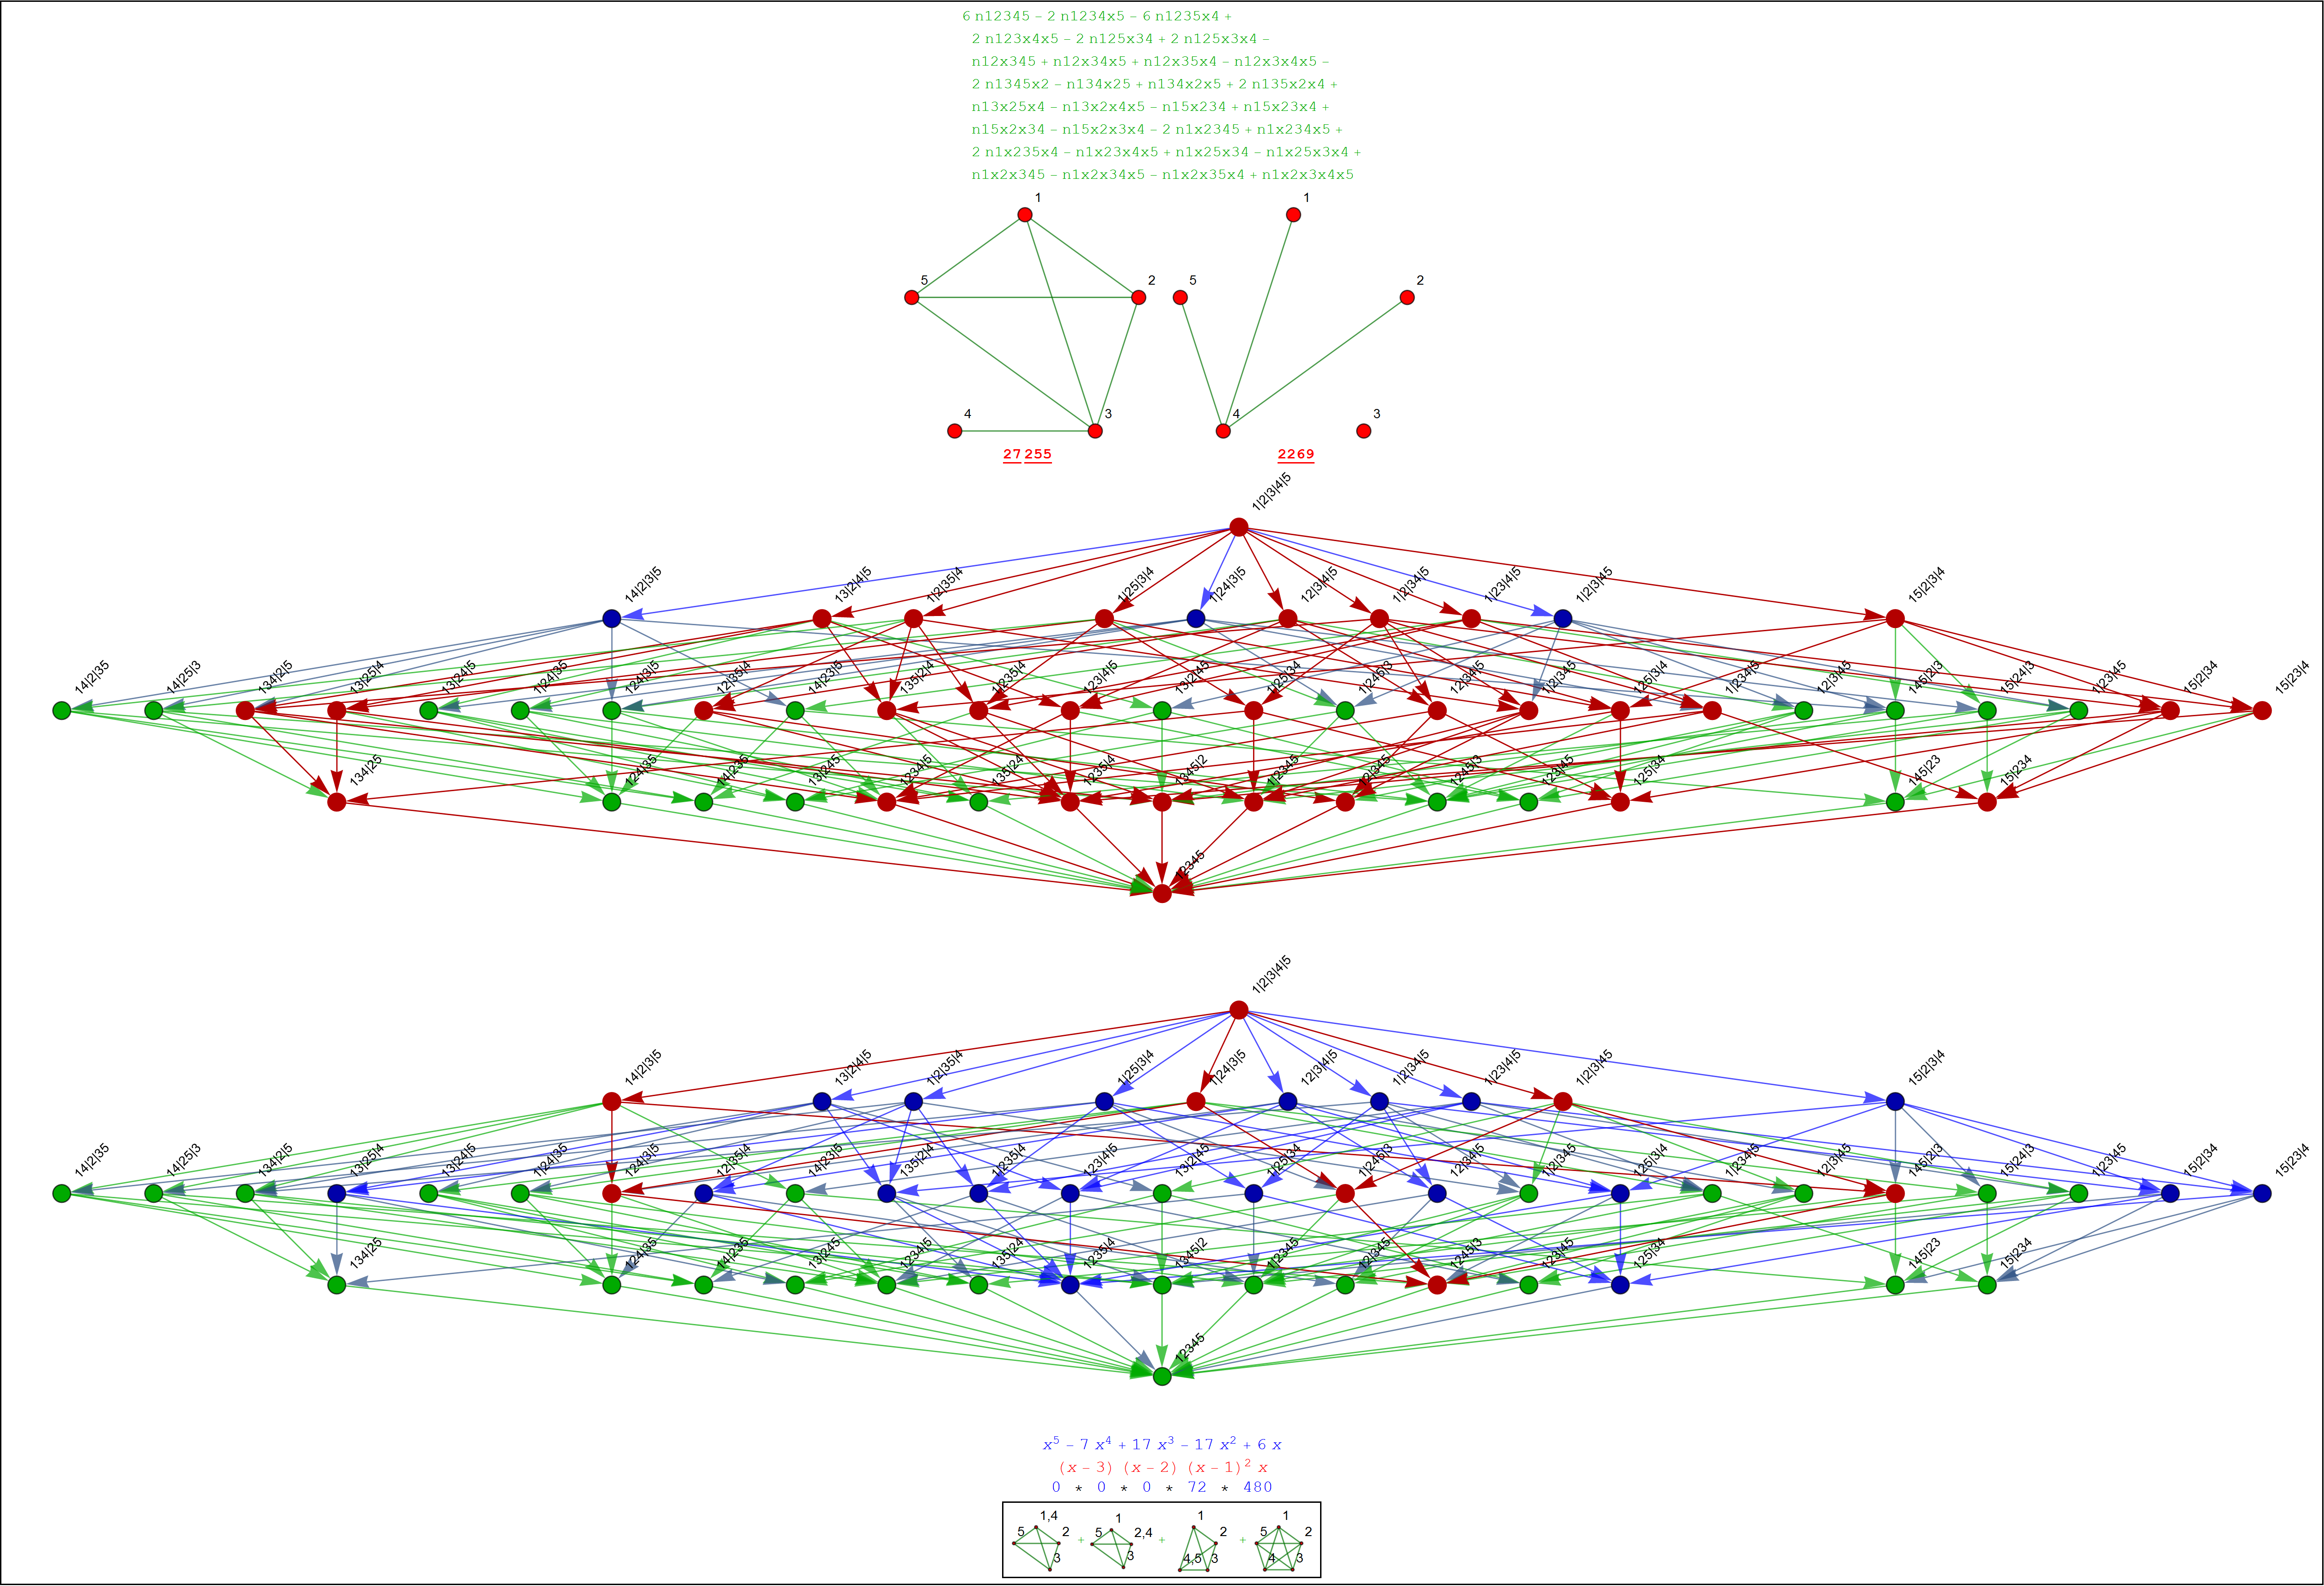 6 n12345 − 2 n1234x5 − 6 n1235x4 +
2 n123x4x5 − 2 n125x34 + 2 n125x3x4 −
n12x345 + n12x34x5 + n12x35x4 − n12x3x4x5 −
2 n1345x2 − n134x25 + n134x2x5 + 2 n135x2x4 +
n13x25x4 − n13x2x4x5 − n15x234 + n15x23x4 +
n15x2x34 − n15x2x3x4 − 2 n1x2345 + n1x234x5 +
2 n1x235x4 − n1x23x4x5 + n1x25x34 − n1x25x3x4 +
n1x2x345 − n1x2x34x5 − n1x2x35x4 + n1x2x3x4x5
1 1
5 2 5 2
4 3 4 3
27 255 2269
1|2|3|4|5
14|2|3|5 13|2|4|5 1|2|35|4 1|25|3|4 1|24|3|5 12|3|4|5 1|2|34|5 1|23|4|5 1|2|3|45 15|2|3|4
14|2|35 14|25|3 134|2|5 13|25|4 13|24|5 1|24|35 124|3|5 12|35|4 14|23|5 135|2|4 1|235|4 123|4|5 13|2|45 1|25|34 1|245|3 12|34|5 1|2|345 125|3|4 1|234|5 12|3|45 145|2|3 15|24|3 1|23|45 15|2|34 15|23|4
134|25 124|35 14|235 13|245 1234|5 135|24 1235|4 1345|2 1|2345 12|345 1245|3 123|45 125|34 145|23 15|234
12345
1|2|3|4|5
14|2|3|5 13|2|4|5 1|2|35|4 1|25|3|4 1|24|3|5 12|3|4|5 1|2|34|5 1|23|4|5 1|2|3|45 15|2|3|4
14|2|35 14|25|3 134|2|5 13|25|4 13|24|5 1|24|35 124|3|5 12|35|4 14|23|5 135|2|4 1|235|4 123|4|5 13|2|45 1|25|34 1|245|3 12|34|5 1|2|345 125|3|4 1|234|5 12|3|45 145|2|3 15|24|3 1|23|45 15|2|34 15|23|4
134|25 124|35 14|235 13|245 1234|5 135|24 1235|4 1345|2 1|2345 12|345 1245|3 123|45 125|34 145|23 15|234
12345
x⁵ − 7 x⁴ + 17 x³ − 17 x² + 6 x
(x − 3) (x − 2) (x − 1)² x
0 * 0 * 0 * 72 * 480
1,4 1 1 1
5 2 5 2,4 2 5 2
+ + +
3 3 4,5 3 4 3